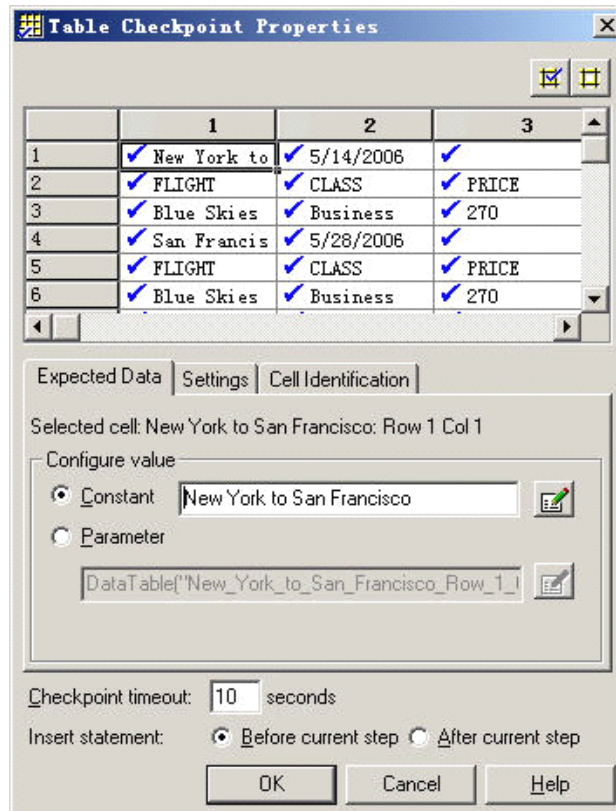 Table Checkpoint Properties
1 2 3
1 New York to 5/14/2006
2 FLIGHT CLASS PRICE
3 Blue Skies Business 270
4 San Francis 5/28/2006
5 FLIGHT CLASS PRICE
6 Blue Skies Business 270
Expected Data Settings Cell Identification
Selected cell: New York to San Francisco: Row 1 Col 1
Configure value
Constant New York to San Francisco
Parameter
DataTable("New_York_to_San_Francisco_Row_1_
Checkpoint timeout: 10 seconds
Insert statement: Before current step After current step
OK Cancel Help